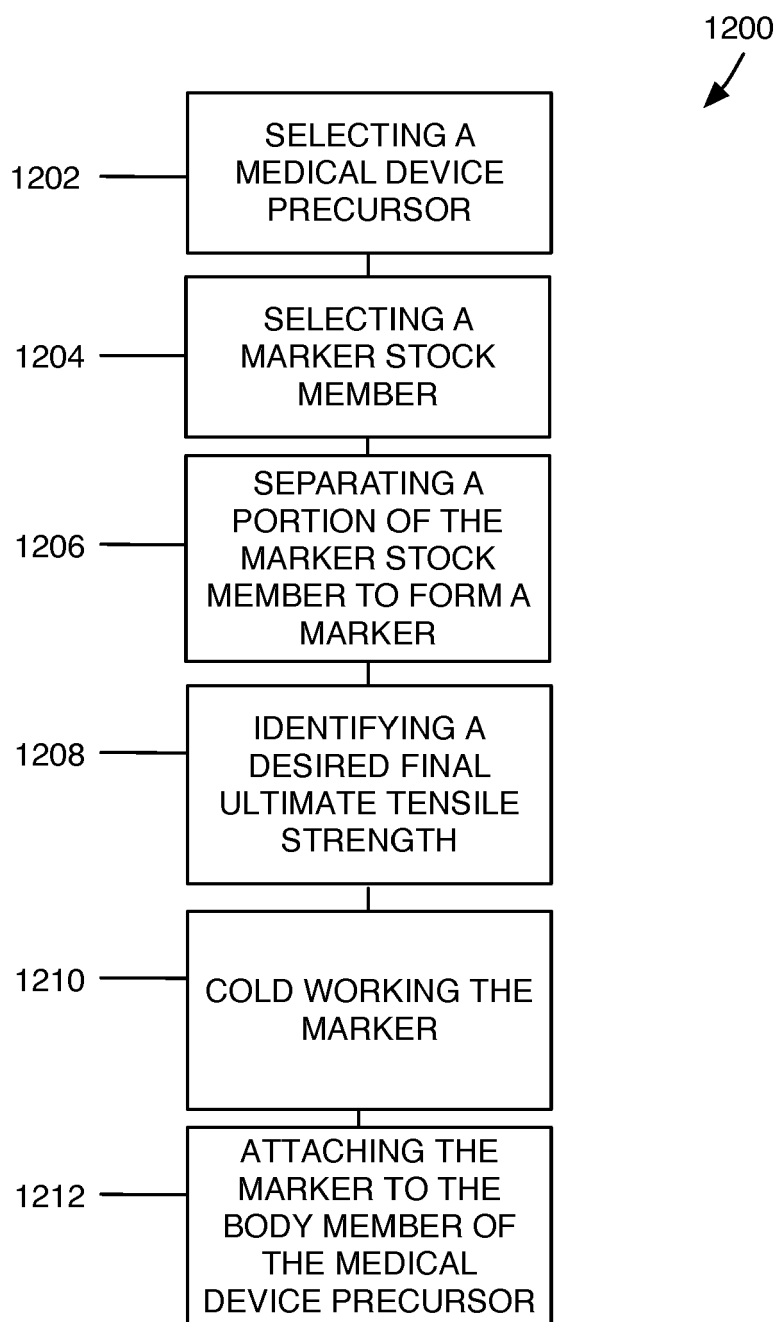 1200
1202
SELECTING A
MEDICAL DEVICE
PRECURSOR
1204
SELECTING A
MARKER STOCK
MEMBER
1206
SEPARATING A
PORTION OF THE
MARKER STOCK
MEMBER TO FORM A
MARKER
1208
IDENTIFYING A
DESIRED FINAL
ULTIMATE TENSILE
STRENGTH
1210
COLD WORKING THE
MARKER
1212
ATTACHING THE
MARKER TO THE
BODY MEMBER OF
THE MEDICAL
DEVICE PRECURSOR